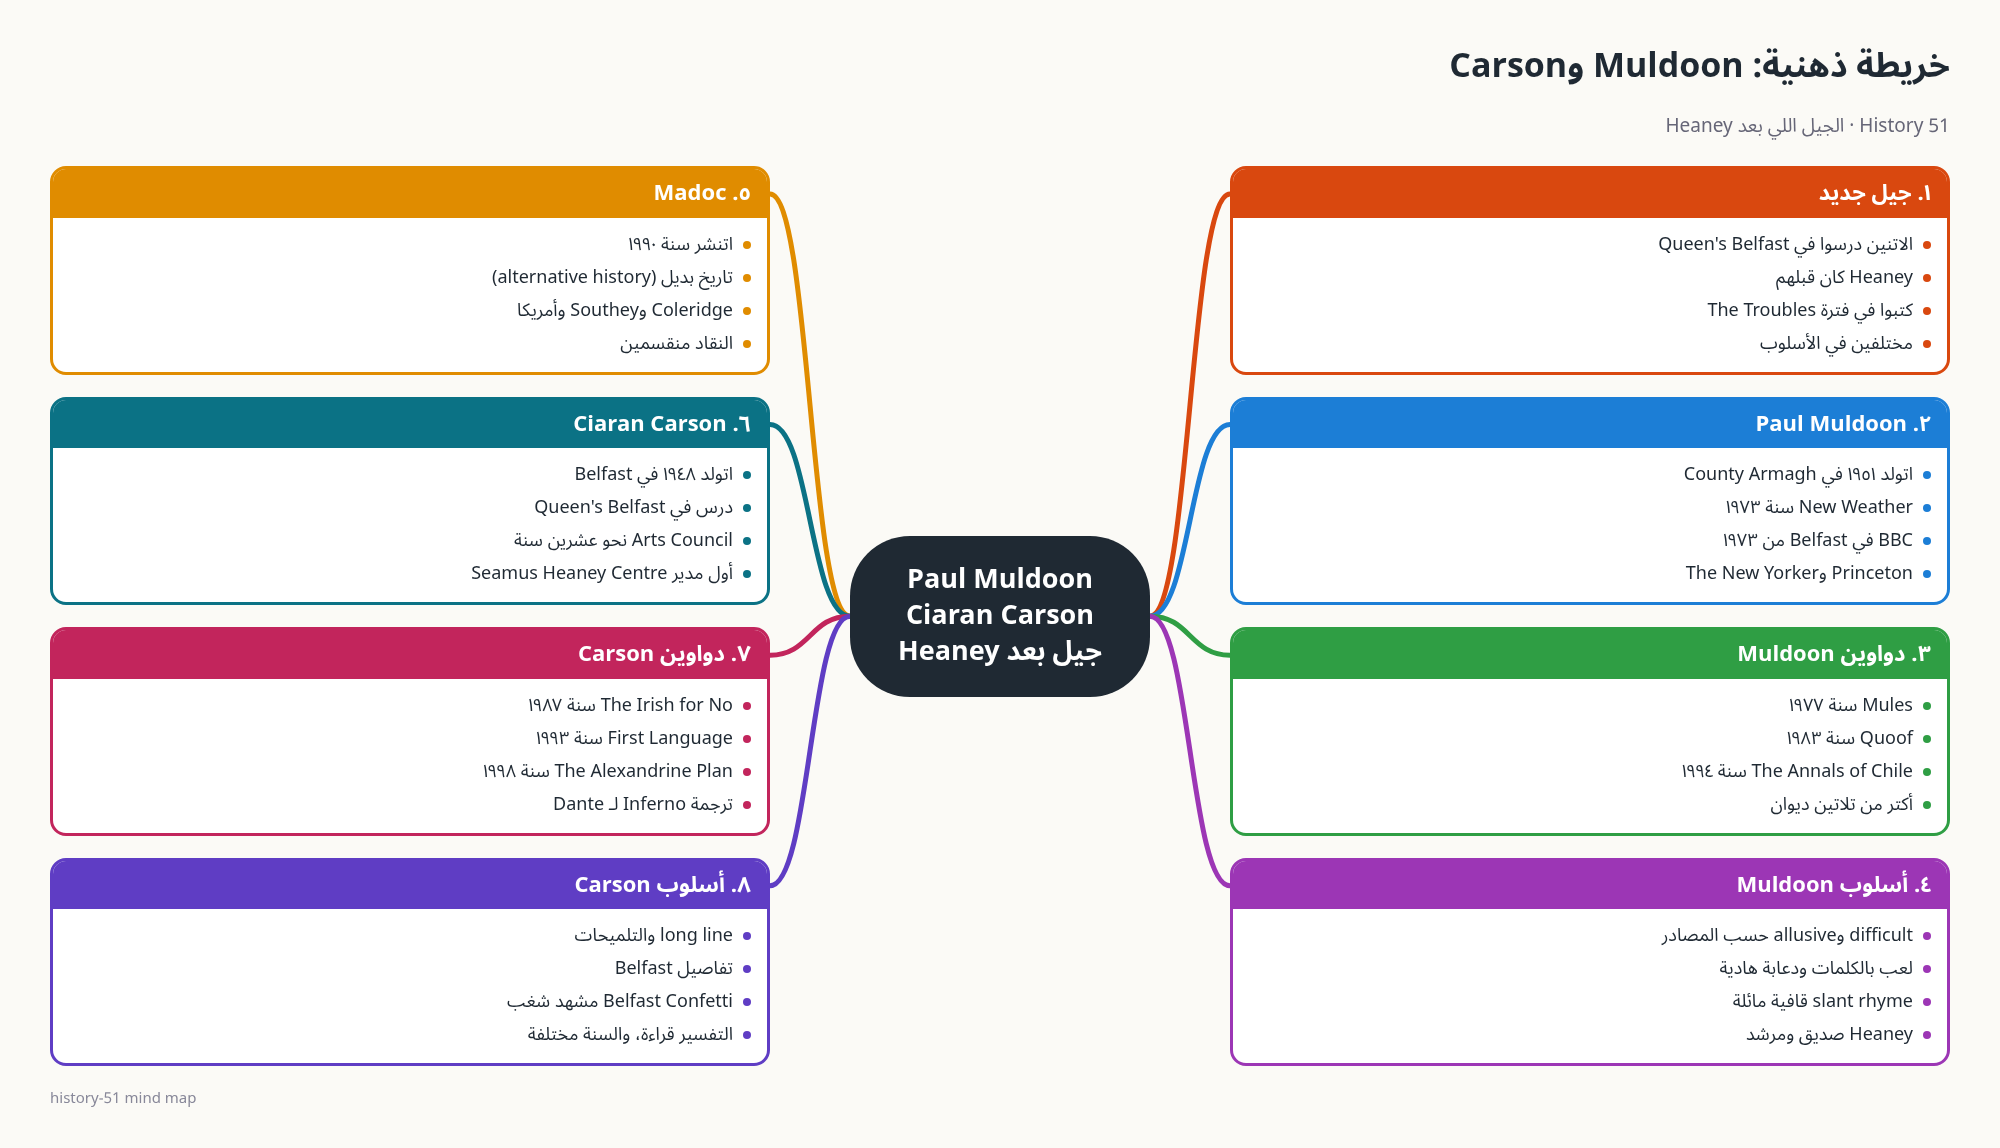 خريطة ذهنية: Muldoon وCarson
History 51 · الجيل اللي بعد Heaney
١. جيل جديد
الاتنين درسوا في Queen's Belfast
Heaney كان قبلهم
كتبوا في فترة The Troubles
مختلفين في الأسلوب
٢. Paul Muldoon
اتولد ١٩٥١ في County Armagh
New Weather سنة ١٩٧٣
BBC في Belfast من ١٩٧٣
Princeton وThe New Yorker
٣. دواوين Muldoon
Mules سنة ١٩٧٧
Quoof سنة ١٩٨٣
The Annals of Chile سنة ١٩٩٤
أكتر من تلاتين ديوان
٤. أسلوب Muldoon
difficult وallusive حسب المصادر
لعب بالكلمات ودعابة هادية
slant rhyme قافية مائلة
Heaney صديق ومرشد
Paul Muldoon
Ciaran Carson
جيل بعد Heaney
٥. Madoc
اتنشر سنة ١٩٩٠
تاريخ بديل (alternative history)
Coleridge وSouthey وأمريكا
النقاد منقسمين
٦. Ciaran Carson
اتولد ١٩٤٨ في Belfast
درس في Queen's Belfast
Arts Council نحو عشرين سنة
أول مدير Seamus Heaney Centre
٧. دواوين Carson
The Irish for No سنة ١٩٨٧
First Language سنة ١٩٩٣
The Alexandrine Plan سنة ١٩٩٨
ترجمة Inferno لـ Dante
٨. أسلوب Carson
long line والتلميحات
تفاصيل Belfast
Belfast Confetti مشهد شغب
التفسير قراءة، والسنة مختلفة
history-51 mind map